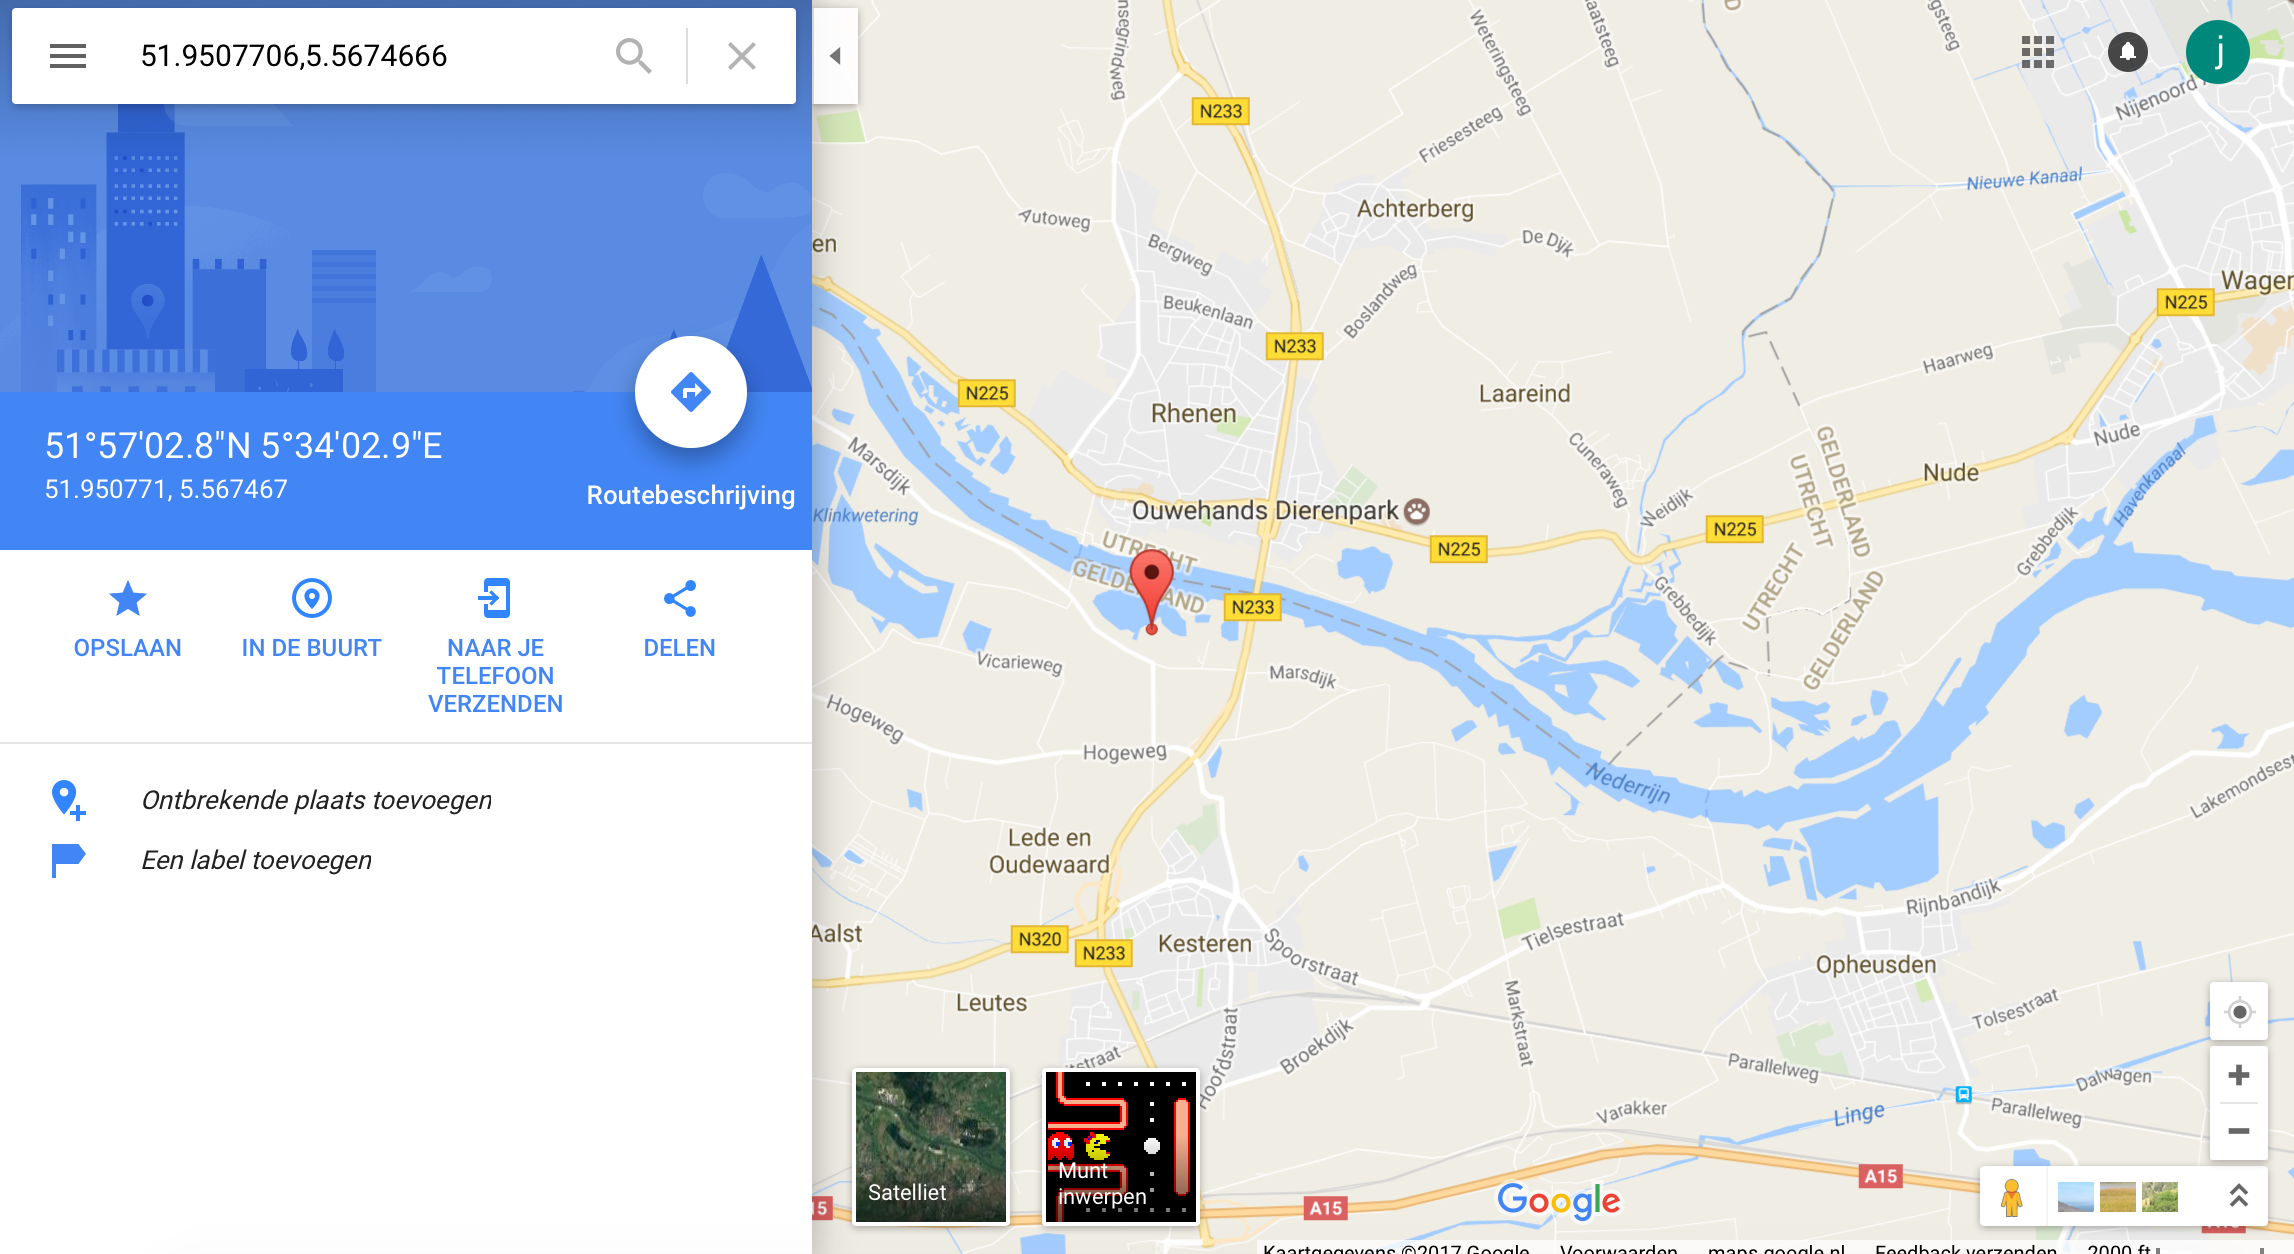 51.9507706,5.5674666
51°57'02.8"N 5°34'02.9"E
51.950771, 5.567467
Routebeschrijving
OPSLAAN
IN DE BUURT
NAAR JE
TELEFOON
VERZENDEN
DELEN
Ontbrekende plaats toevoegen
Een label toevoegen
j
Weteringsteeg
Nijenoord
N233
Friesesteeg
Nieuwe Kanaal
Achterberg
Autoweg
De Dijk
Bergweg
en
Wagen
Beukenlaan
Boslandweg
N225
N233
Haarweg
N225
Laareind
Rhenen
Nude
Marsdijk
Cuneraweg
GELDERLAND
UTRECHT
Nude
Havenkanaal
Klinkwetering
Ouwehands Dierenpark
Weidijk
N225
N225
Grebbedijk
UTRECHT
GELDERLAND
N233
Grebbedijk
UTRECHT
GELDERLAND
Vicarieweg
Marsdijk
Hogeweg
Hogeweg
Nederrijn
Lakemondsest
Lede en
Oudewaard
Rijnbandijk
Aalst
N320
N233
Kesteren
Spoorstraat
Tielsestraat
Opheusden
Leutes
Markstraat
Tolsestraat
Hoofdstraat
Broekdijk
Parallelweg
Dalwagen
Varakker
Linge
Parallelweg
Satelliet
Munt
inwerpen
15
A15
A15
Google
Kaartgegevens ©2017 Google
Voorwaarden
maps.google.nl
Feedback verzenden
2000 ft